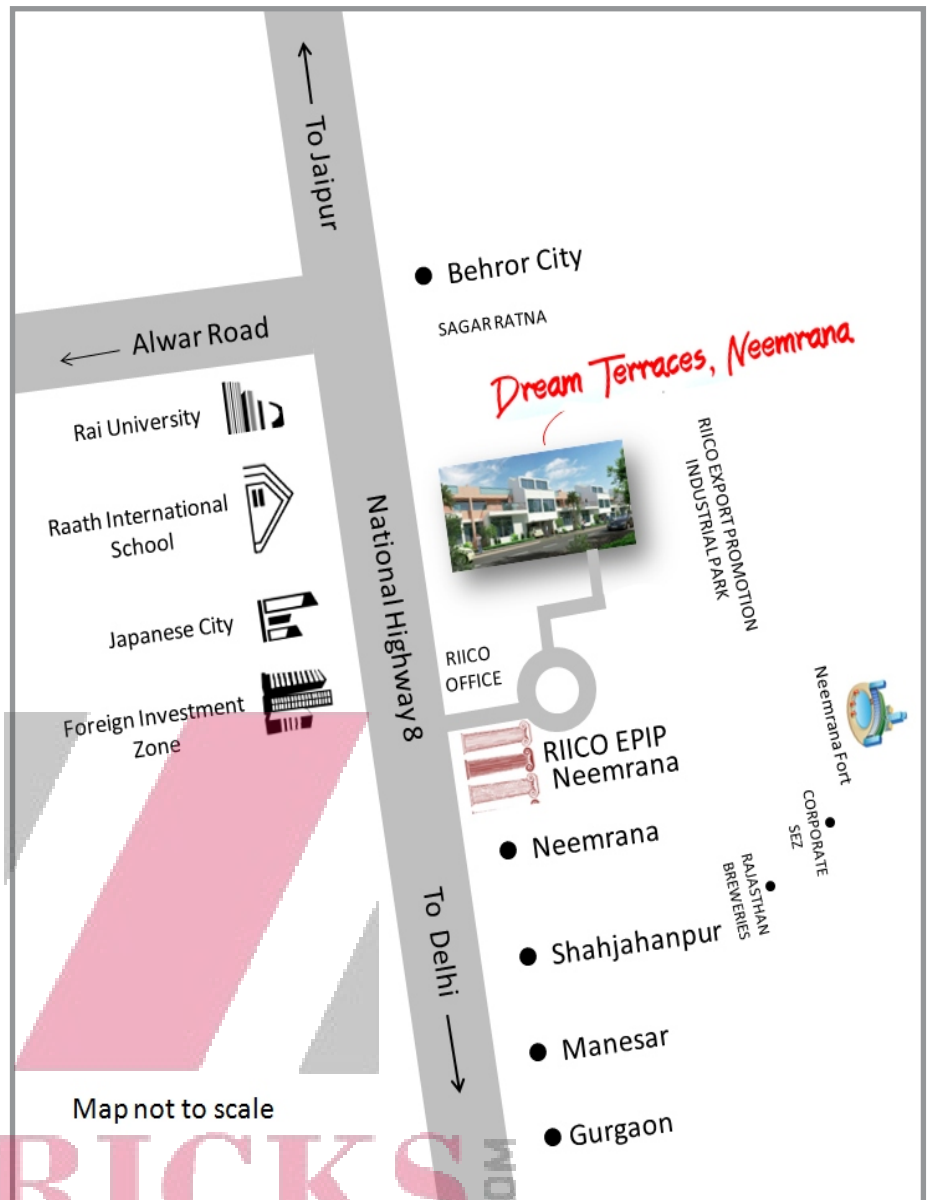 To Jaipur
Behror City
SAGAR RATNA
Alwar Road
Dream Terraces, Neemrana
Rai University
RIICO EXPORT PROMOTION
INDUSTRIAL PARK
Raath International
School
National Highway 8
Japanese City
RIICO
OFFICE
Foreign Investment
Zone
RIICO EPIP
Neemrana
Neemrana Fort
CORPORATE
SEZ
Neemrana
RAJASTHAN
BREWERIES
To Delhi
Shahjahanpur
Manesar
Map not to scale
Gurgaon
RICKS